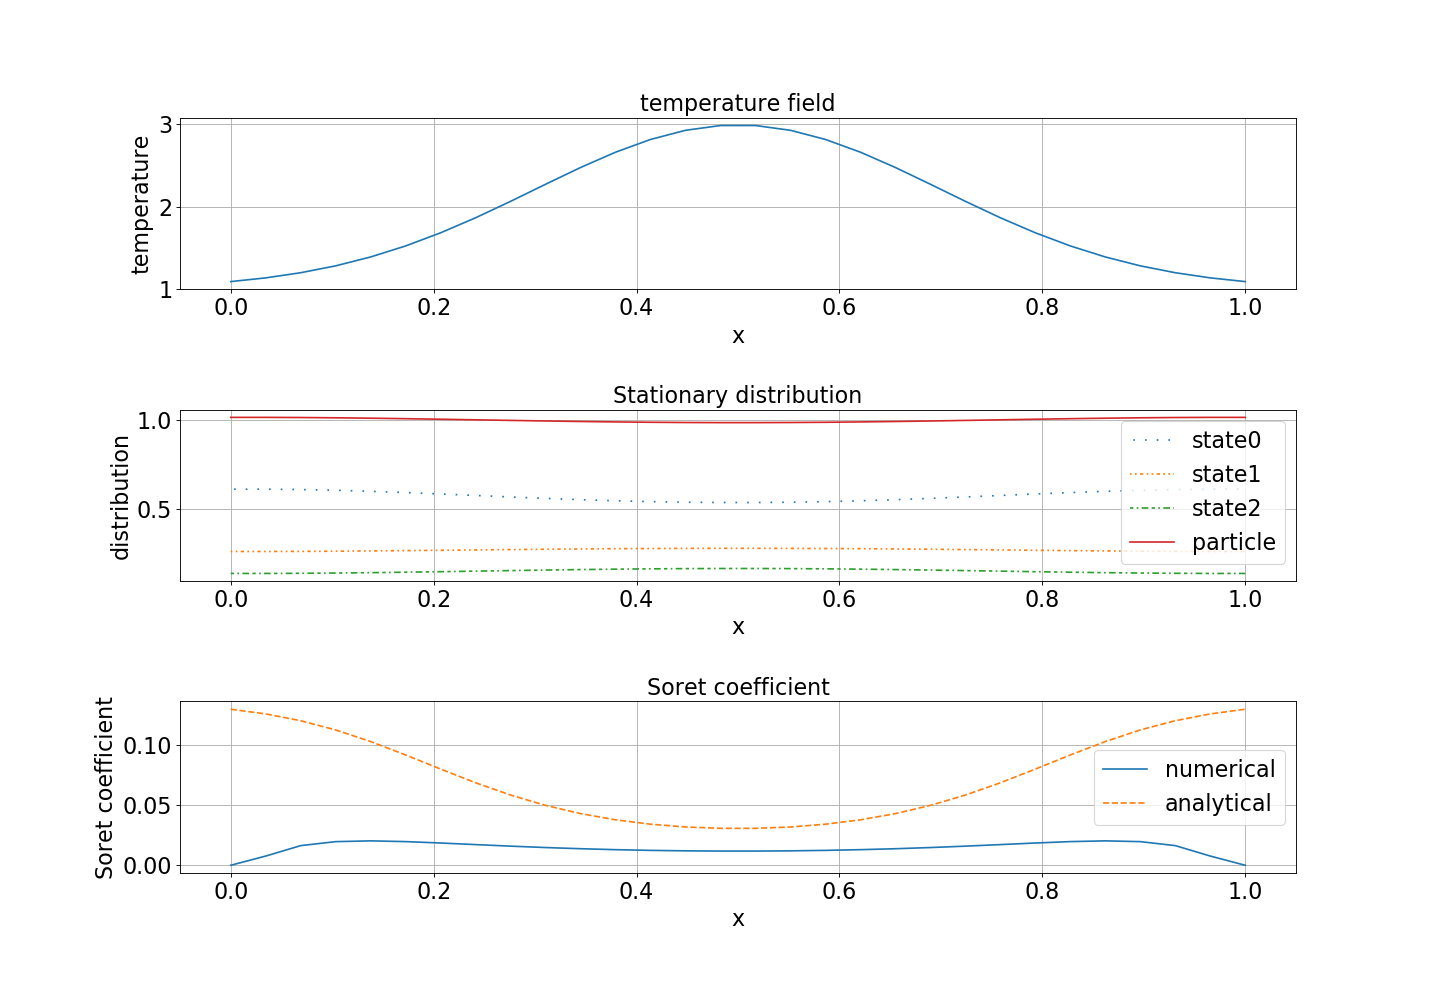 temperature field
temperature
3
2
1
0.0 0.2 0.4 0.6 0.8 1.0
x
Stationary distribution
distribution
1.0
0.5
state0
state1
state2
particle
0.0 0.2 0.4 0.6 0.8 1.0
x
Soret coefficient
Soret coefficient
0.10
0.05
0.00
numerical
analytical
0.0 0.2 0.4 0.6 0.8 1.0
x